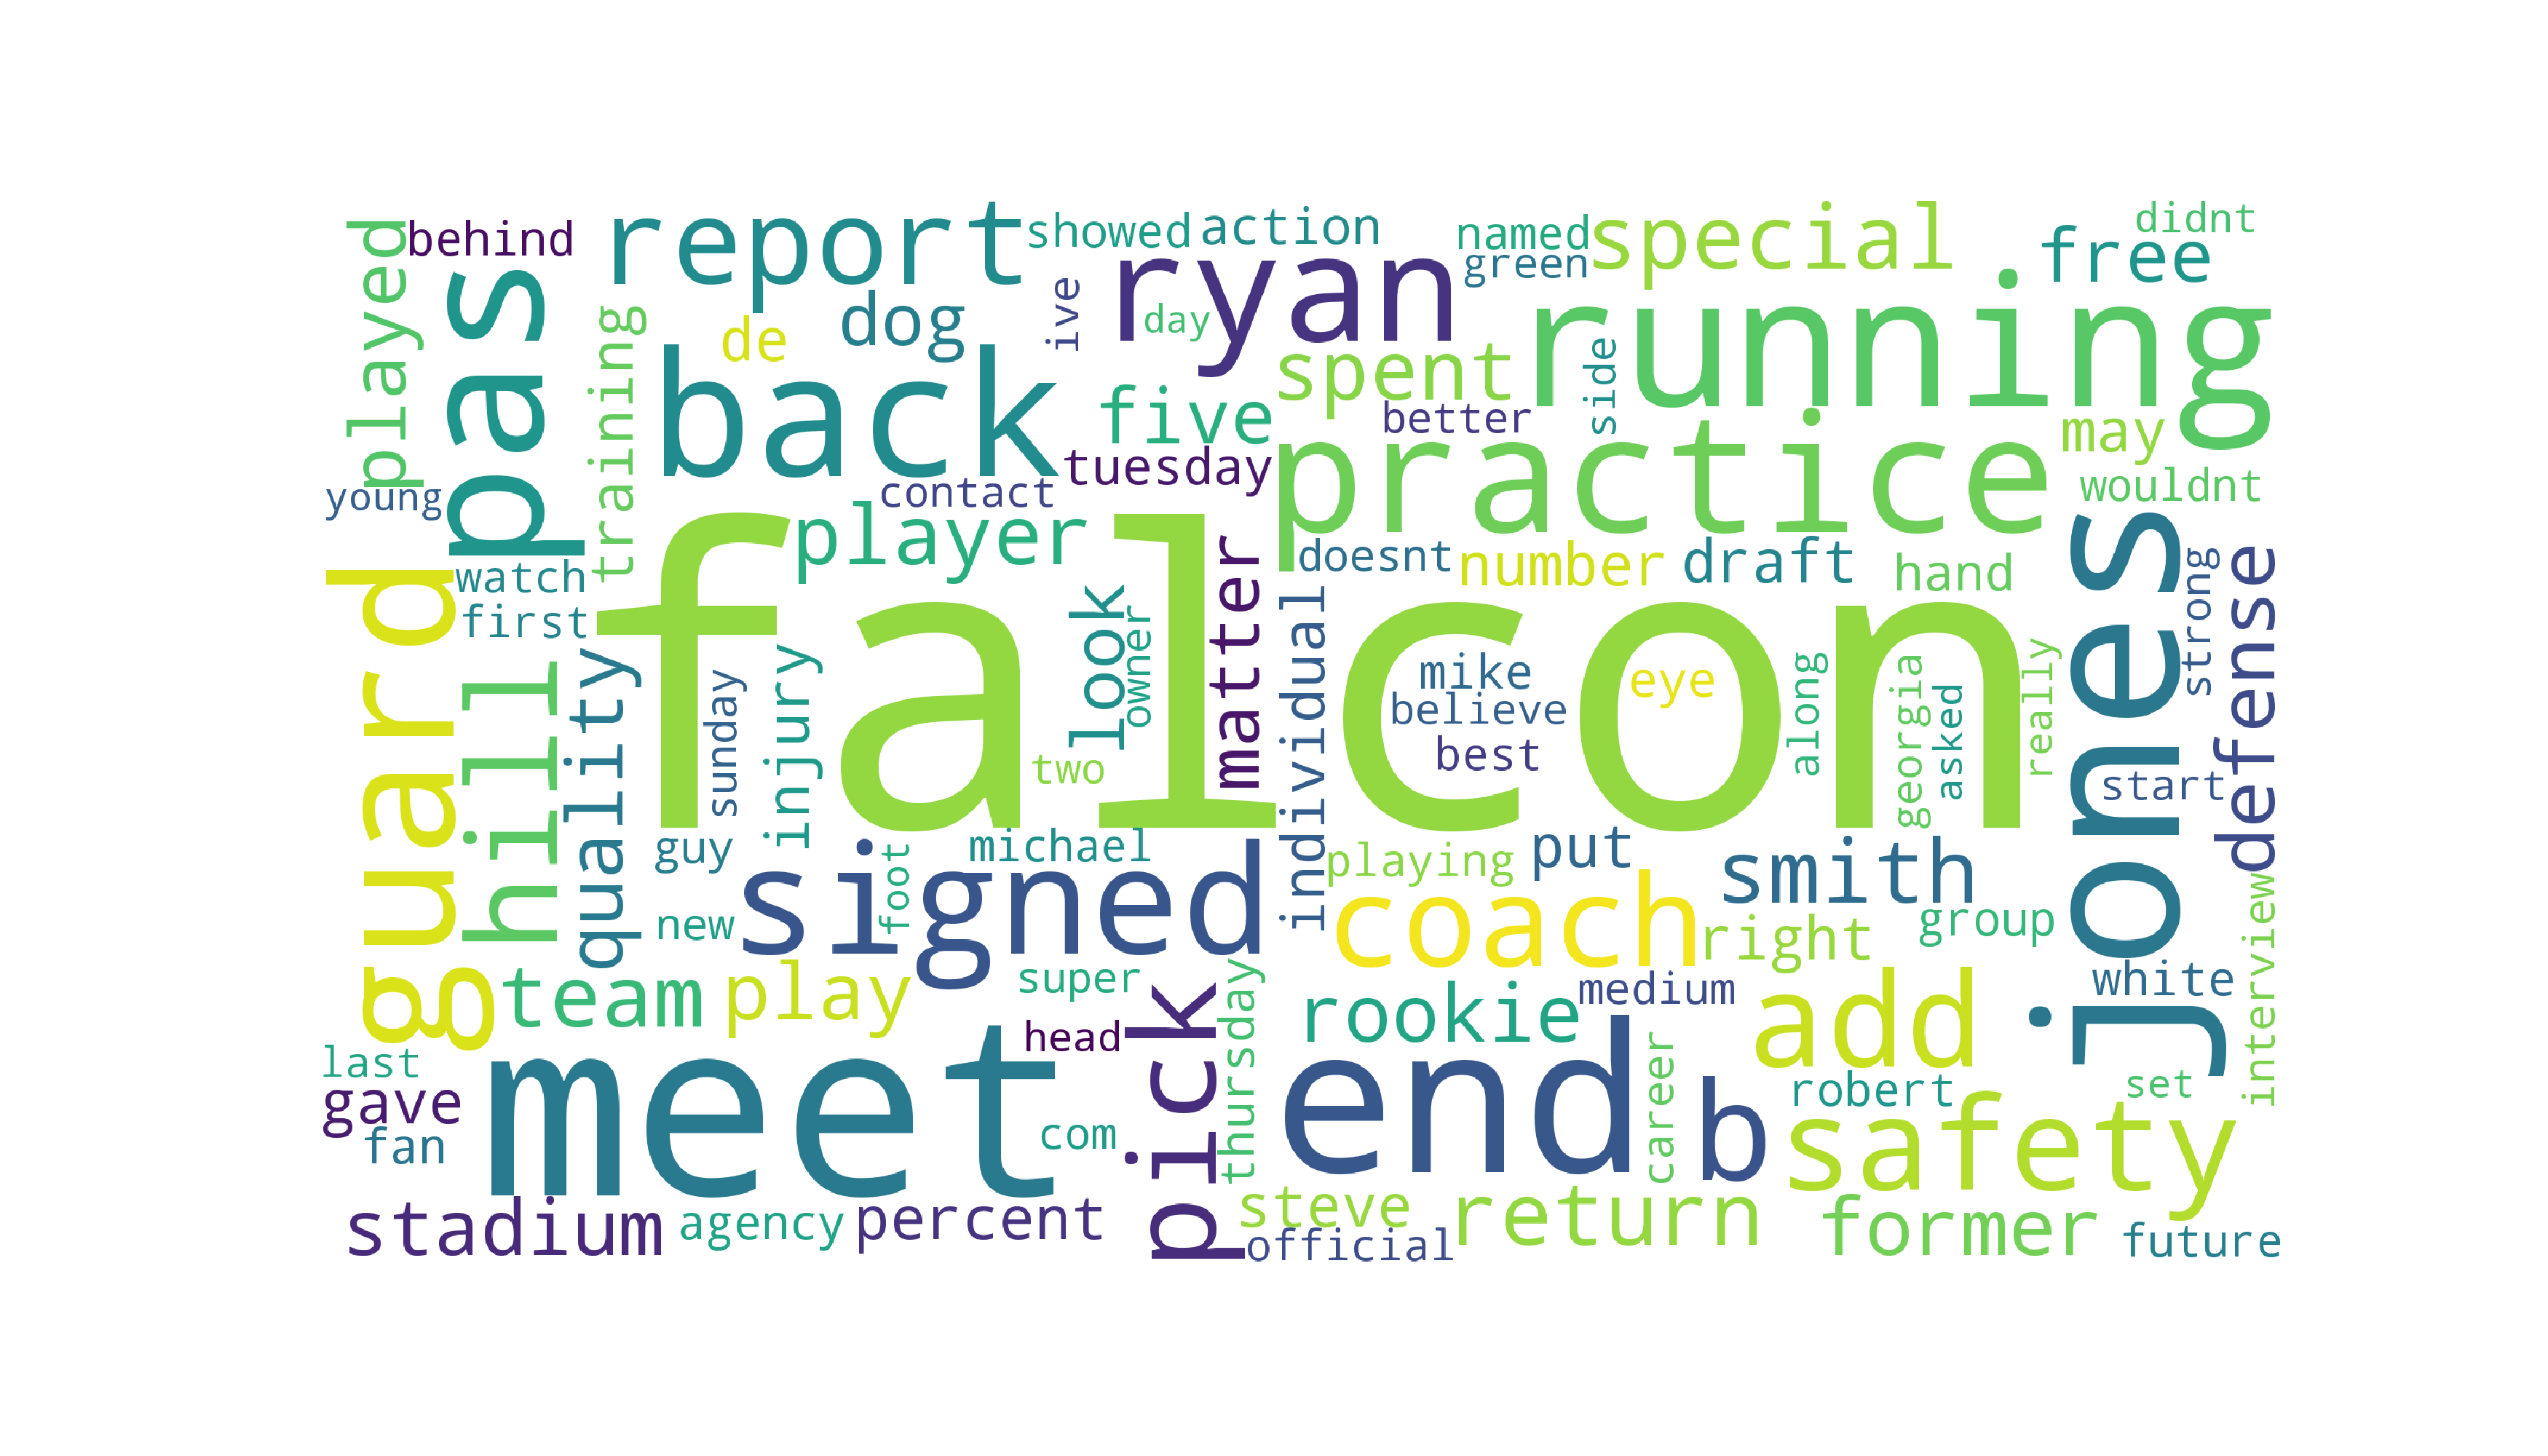 played
behind
report
showed
action
named
green
special
didnt
free
pas
training
de
dog
ive
ryan
day
spent
side
running
back
five
better
may
tuesday
practice
wouldnt
young
contact
player
watch
first
matter
doesnt
number
draft
hand
strong
defense
guard
hill
quality
falcon
look
owner
individual
mike
believe
best
eye
along
georgia
asked
really
jones
start
sunday
injury
two
guy
michael
foot
new
signed
playing
put
smith
coach
right
group
white
interview
team
play
super
pick
thursday
rookie
medium
add
last
gave
fan
meet
head
com
end
career
b
robert
set
safety
stadium
agency
percent
steve
official
return
former
future